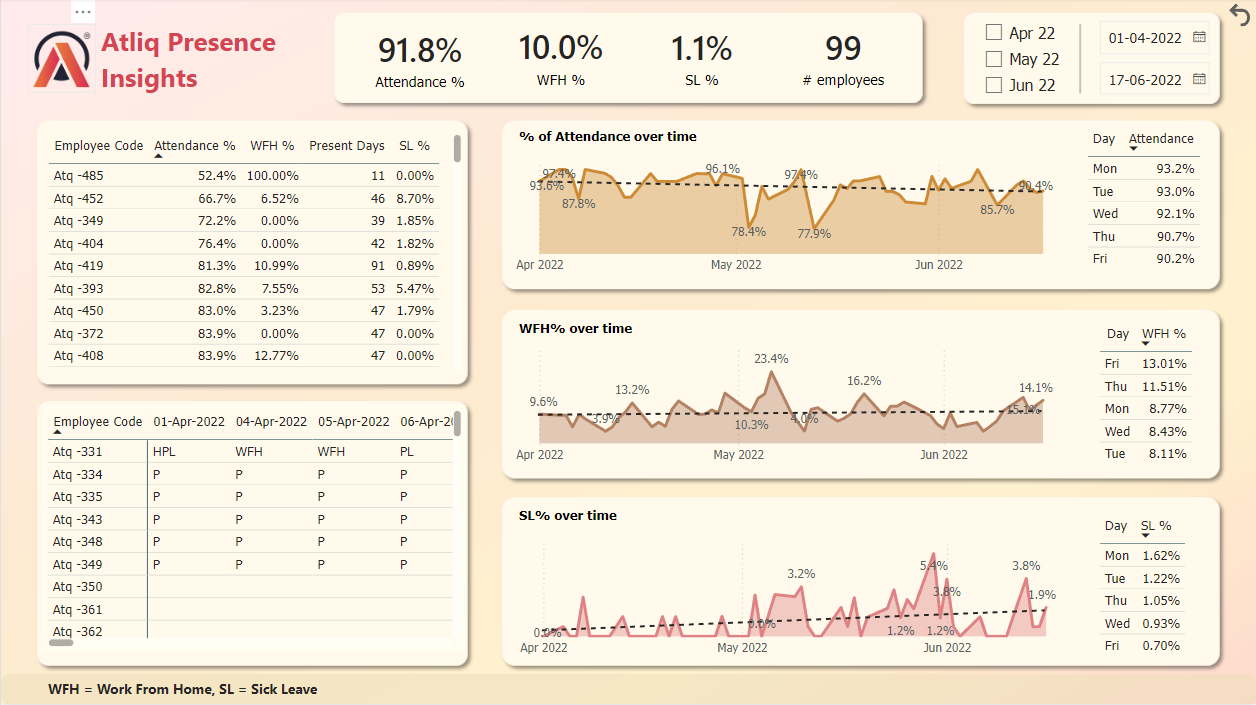 Atliq Presence
Insights
®
91.8%
Attendance %
10.0%
WFH %
1.1%
SL %
99
# employees
Apr 22
May 22
Jun 22
01-04-2022
17-06-2022
Employee Code Attendance % WFH % Present Days SL %
Atq -485 52.4% 100.00% 11 0.00%
Atq -452 66.7% 6.52% 46 8.70%
Atq -349 72.2% 0.00% 39 1.85%
Atq -404 76.4% 0.00% 42 1.82%
Atq -419 81.3% 10.99% 91 0.89%
Atq -393 82.8% 7.55% 53 5.47%
Atq -450 83.0% 3.23% 47 1.79%
Atq -372 83.9% 0.00% 47 0.00%
Atq -408 83.9% 12.77% 47 0.00%
Employee Code 01-Apr-2022 04-Apr-2022 05-Apr-2022 06-Apr-20
Atq -331 HPL WFH WFH PL
Atq -334 P P P P
Atq -335 P P P P
Atq -343 P P P P
Atq -348 P P P P
Atq -349 P P P P
Atq -350
Atq -361
Atq -362
% of Attendance over time
97.4%
93.6%
87.8%
96.1%
78.4%
97.4%
77.9%
85.7%
90.4%
Apr 2022 May 2022 Jun 2022
Day Attendance
Mon 93.2%
Tue 93.0%
Wed 92.1%
Thu 90.7%
Fri 90.2%
WFH% over time
9.6%
3.9%
13.2%
10.3%
23.4%
4.0%
16.2%
14.1%
15.1%
Apr 2022 May 2022 Jun 2022
Day WFH %
Fri 13.01%
Thu 11.51%
Mon 8.77%
Wed 8.43%
Tue 8.11%
SL% over time
0.0%
0.0%
3.2%
1.2%
5.4%
3.8%
1.2%
3.8%
1.9%
Apr 2022 May 2022 Jun 2022
Day SL %
Mon 1.62%
Tue 1.22%
Thu 1.05%
Wed 0.93%
Fri 0.70%
WFH = Work From Home, SL = Sick Leave